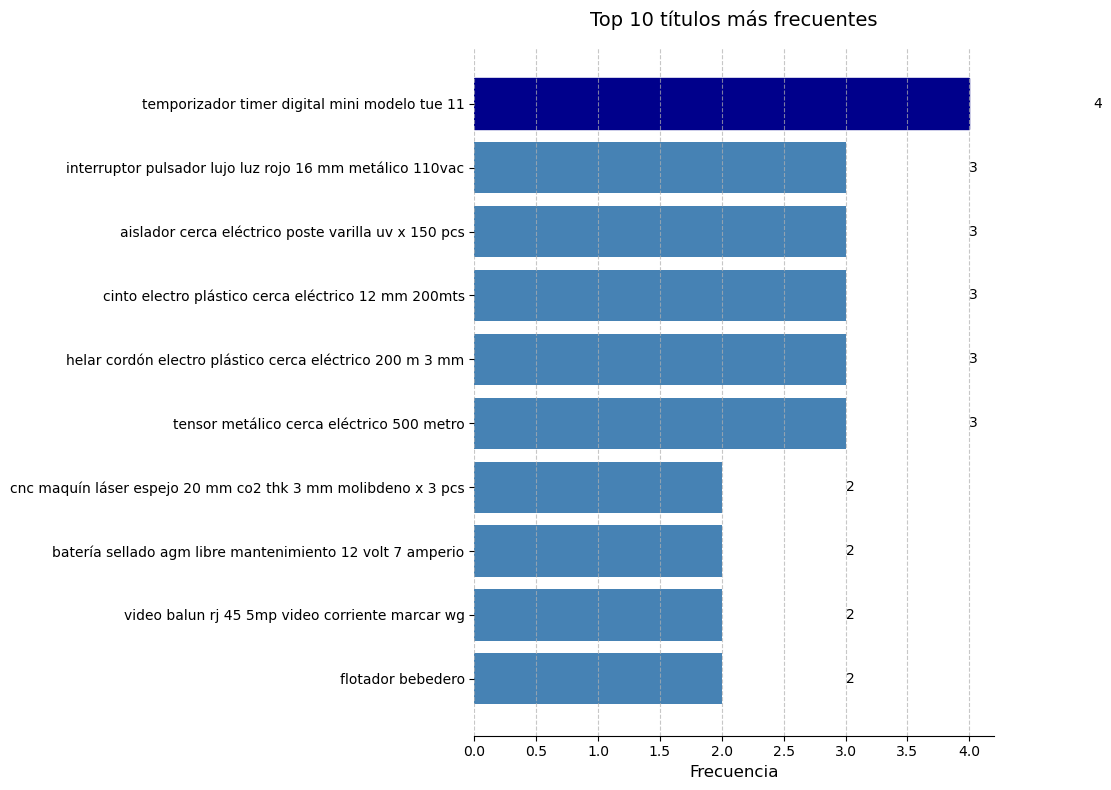 Top 10 títulos más frecuentes
temporizador timer digital mini modelo tue 11
4
interruptor pulsador lujo luz rojo 16 mm metálico 110vac
3
aislador cerca eléctrico poste varilla uv x 150 pcs
3
cinto electro plástico cerca eléctrico 12 mm 200mts
3
helar cordón electro plástico cerca eléctrico 200 m 3 mm
3
tensor metálico cerca eléctrico 500 metro
3
cnc maquín láser espejo 20 mm co2 thk 3 mm molibdeno x 3 pcs
2
batería sellado agm libre mantenimiento 12 volt 7 amperio
2
video balun rj 45 5mp video corriente marcar wg
2
flotador bebedero
2
0.0 0.5 1.0 1.5 2.0 2.5 3.0 3.5 4.0
Frecuencia